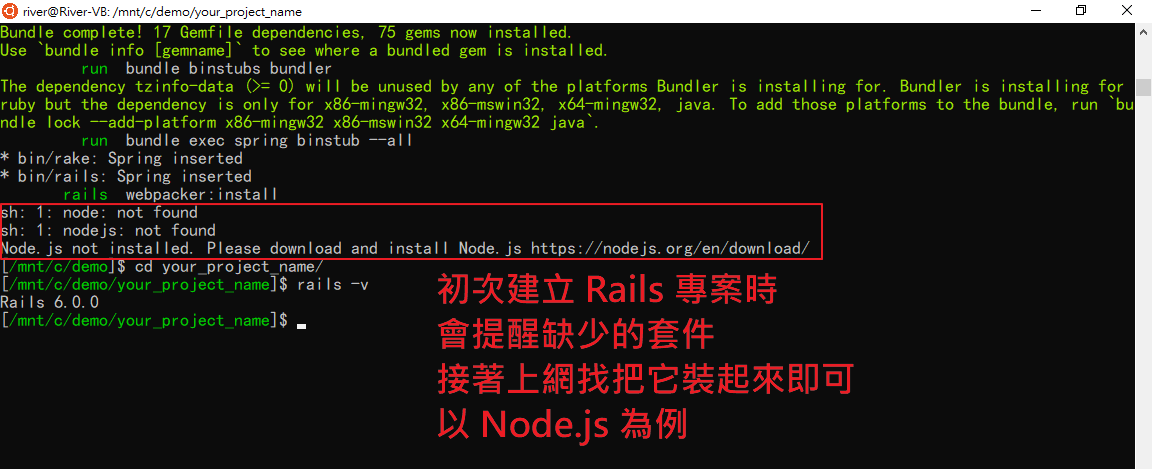 river@River-VB: /mnt/c/demo/your_project_name
Bundle complete! 17 Gemfile dependencies, 75 gems now installed.
Use `bundle info [gemname]` to see where a bundled gem is installed.
run  bundle binstubs bundler
The dependency tzinfo-data (>= 0) will be unused by any of the platforms Bundler is installing for. Bundler is installing for
ruby but the dependency is only for x86-mingw32, x86-mswin32, x64-mingw32, java. To add those platforms to the bundle, run `bu
ndle lock --add-platform x86-mingw32 x86-mswin32 x64-mingw32 java`.
run  bundle exec spring binstub --all
* bin/rake: Spring inserted
* bin/rails: Spring inserted
rails  webpacker:install
sh: 1: node: not found
sh: 1: nodejs: not found
Node.js not installed. Please download and install Node.js https://nodejs.org/en/download/
[/mnt/c/demo]$ cd your_project_name/
[/mnt/c/demo/your_project_name]$ rails -v
Rails 6.0.0
[/mnt/c/demo/your_project_name]$
初次建立 Rails 專案時
會提醒缺少的套件
接著上網找把它裝起來即可
以 Node.js 為例